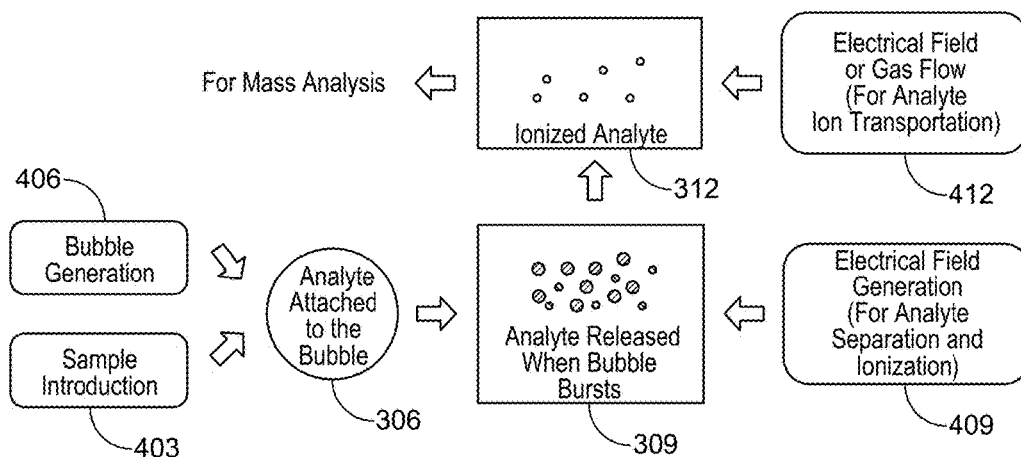 For Mass Analysis
Ionized Analyte
312
Electrical Field
or Gas Flow
(For Analyte
Ion Transportation)
412
406
Bubble
Generation
Sample
Introduction
403
Analyte
Attached
to the
Bubble
306
Analyte Released
When Bubble
Bursts
309
Electrical Field
Generation
(For Analyte
Separation and
Ionization)
409